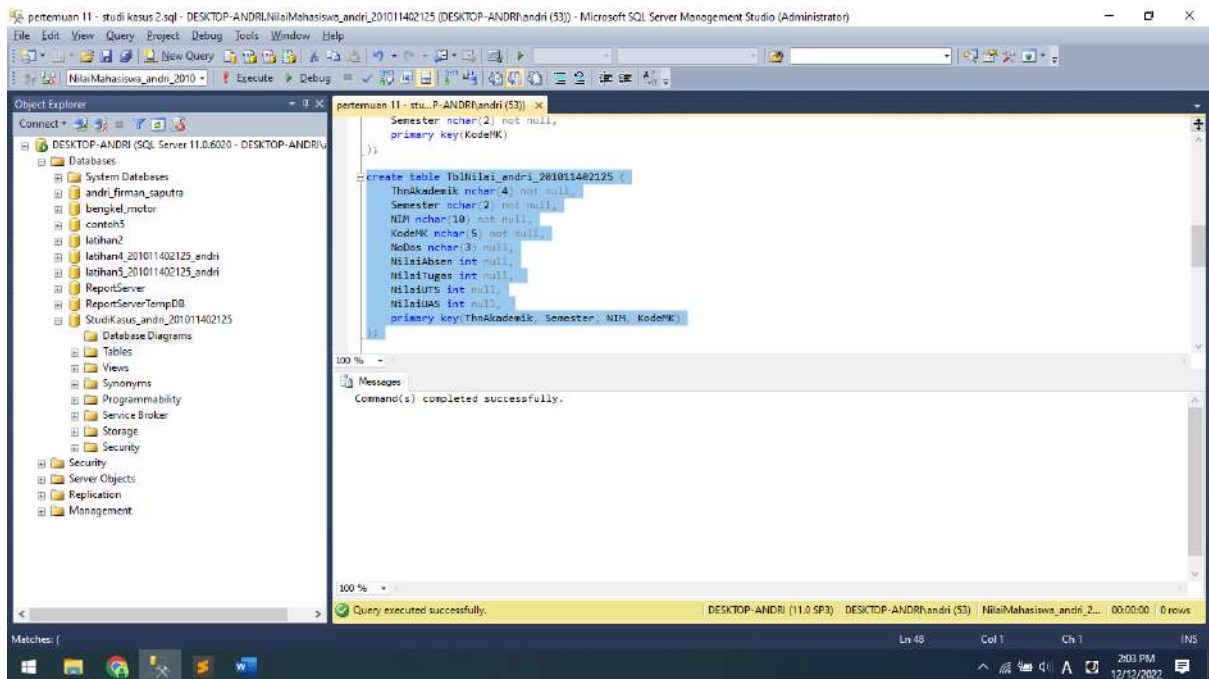 pertemuan 11 - studi kasus 2.sql - DESKTOP-ANDRI.NilaiMahasiswa_andri_201011402125 (DESKTOP-ANDRI\andri (53)) - Microsoft SQL Server Management Studio (Administrator)
File Edit View Query Project Debug Tools Window Help
New Query
NilaiMahasiswa_andri_2010 Execute Debug
Object Explorer
pertemuan 11 - stu...P-ANDRI\andri (53))
Connect
DESKTOP-ANDRI (SQL Server 11.0.6020 - DESKTOP-ANDRI\
Databases
System Databases
andri_firman_saputra
bengkel_motor
contoh5
latihan2
latihan4_201011402125_andri
latihan5_201011402125_andri
ReportServer
ReportServerTempDB
StudiKasus_andri_201011402125
Database Diagrams
Tables
Views
Synonyms
Programmability
Service Broker
Storage
Security
Security
Server Objects
Replication
Management
Semester nchar(2) not null,
primary key(KodeMK)
);
create table TblNilai_andri_201011402125 (
ThnAkademik nchar(4) not null,
Semester nchar(2) not null,
NIM nchar(10) not null,
KodeMK nchar(5) not null,
NoDos nchar(3) null,
NilaiAbsen int null,
NilaiTugas int null,
NilaiUTS int null,
NilaiUAS int null,
primary key(ThnAkademik, Semester, NIM, KodeMK)
);
100 %
Messages
Command(s) completed successfully.
100 %
Query executed successfully. DESKTOP-ANDRI (11.0 SP3) DESKTOP-ANDRI\andri (53) NilaiMahasiswa_andri_2... 00:00:00 0 rows
Matches: ( Ln 48 Col 1 Ch 1 INS
A 2:03 PM
12/12/2022